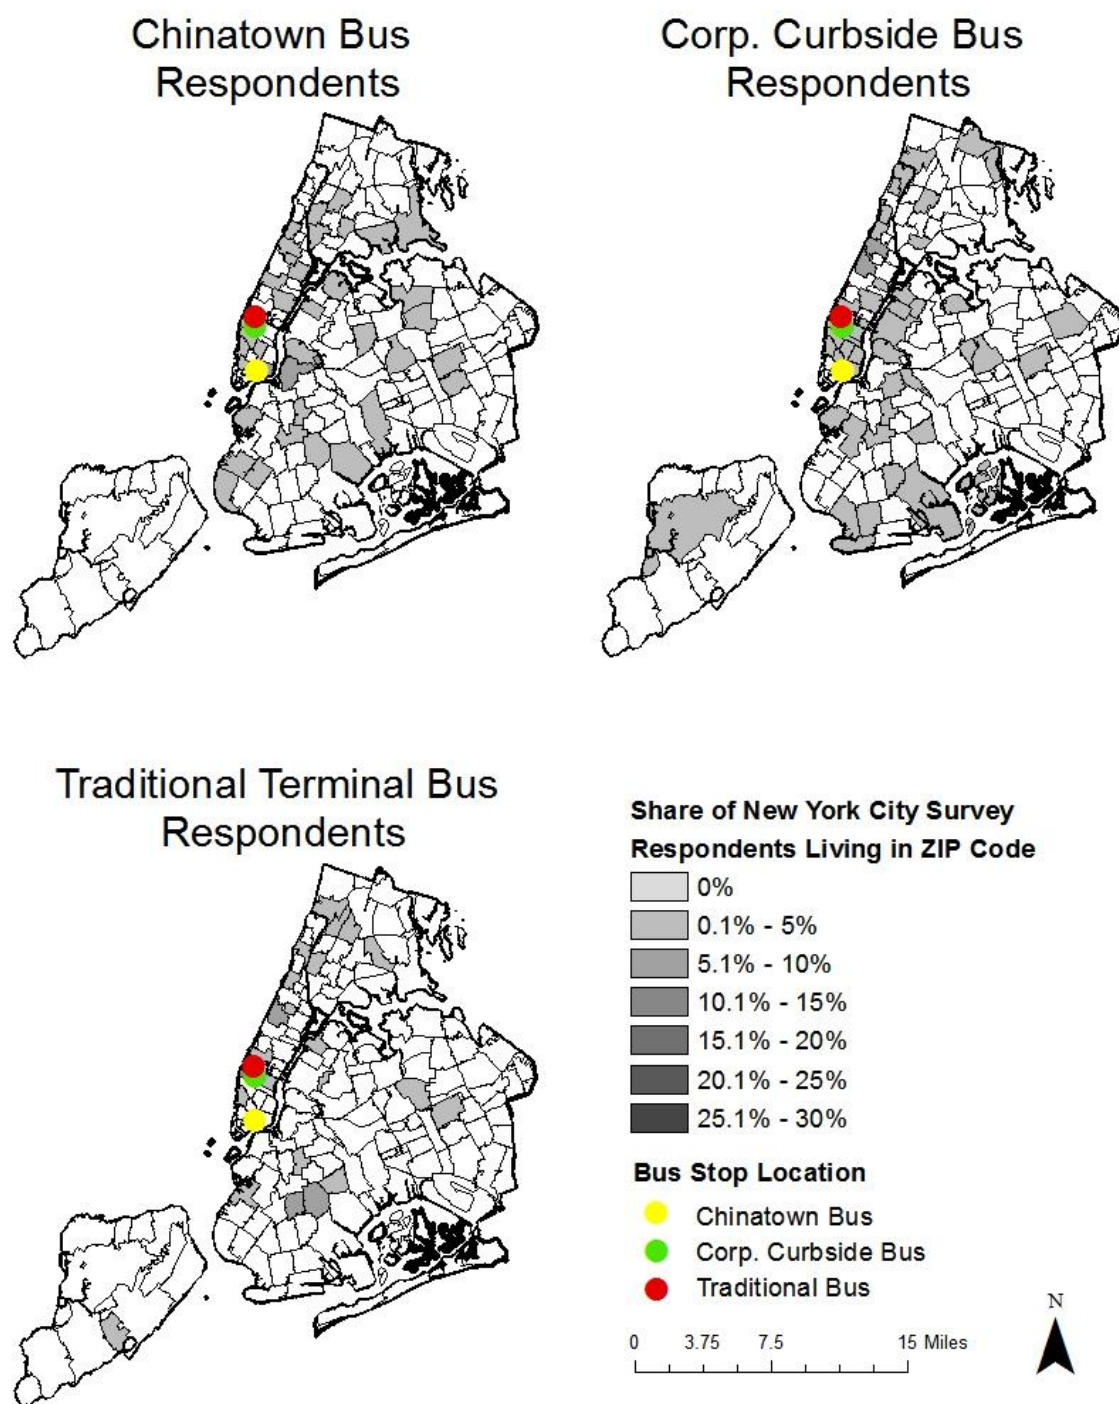 Chinatown Bus
Respondents
Corp. Curbside Bus
Respondents
Traditional Terminal Bus
Respondents
Share of New York City Survey
Respondents Living in ZIP Code
0%
0.1% - 5%
5.1% - 10%
10.1% - 15%
15.1% - 20%
20.1% - 25%
25.1% - 30%
Bus Stop Location
Chinatown Bus
Corp. Curbside Bus
Traditional Bus
N
0 3.75 7.5 15 Miles